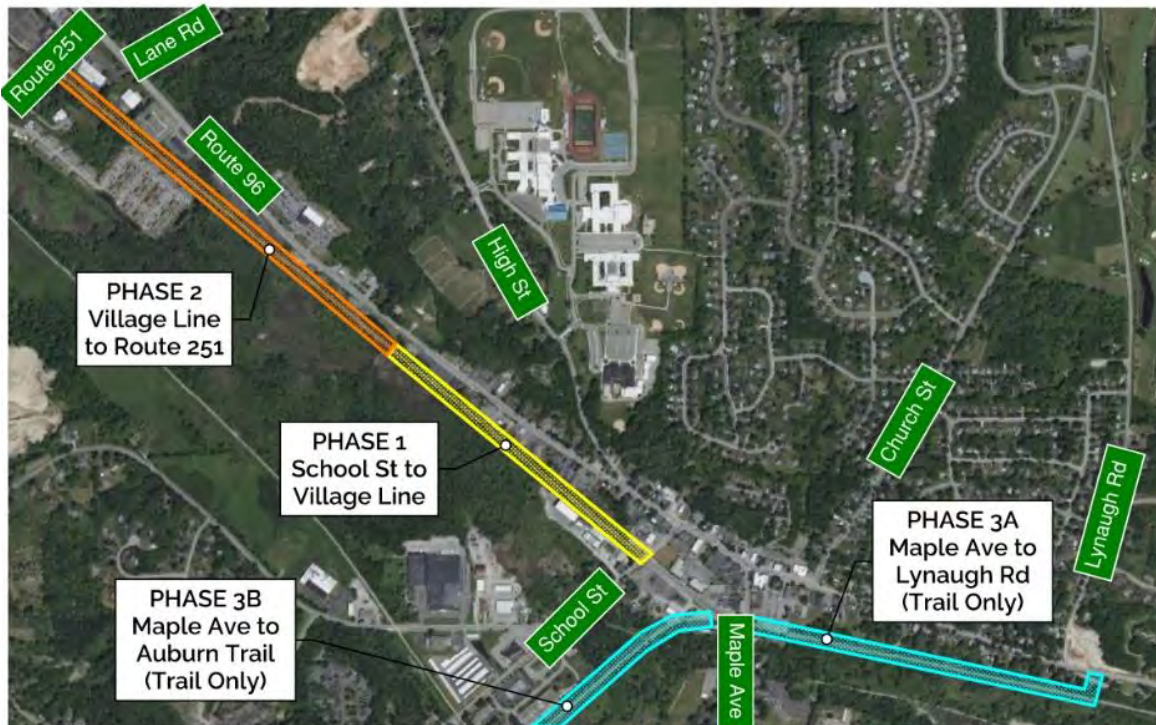 Route 251
Lane Rd
Route 96
High St
PHASE 2
Village Line
to Route 251
PHASE 1
School St to
Village Line
Church St
Lynaugh Rd
PHASE 3A
Maple Ave to
Lynaugh Rd
(Trail Only)
School St
PHASE 3B
Maple Ave to
Auburn Trail
(Trail Only)
Maple Ave